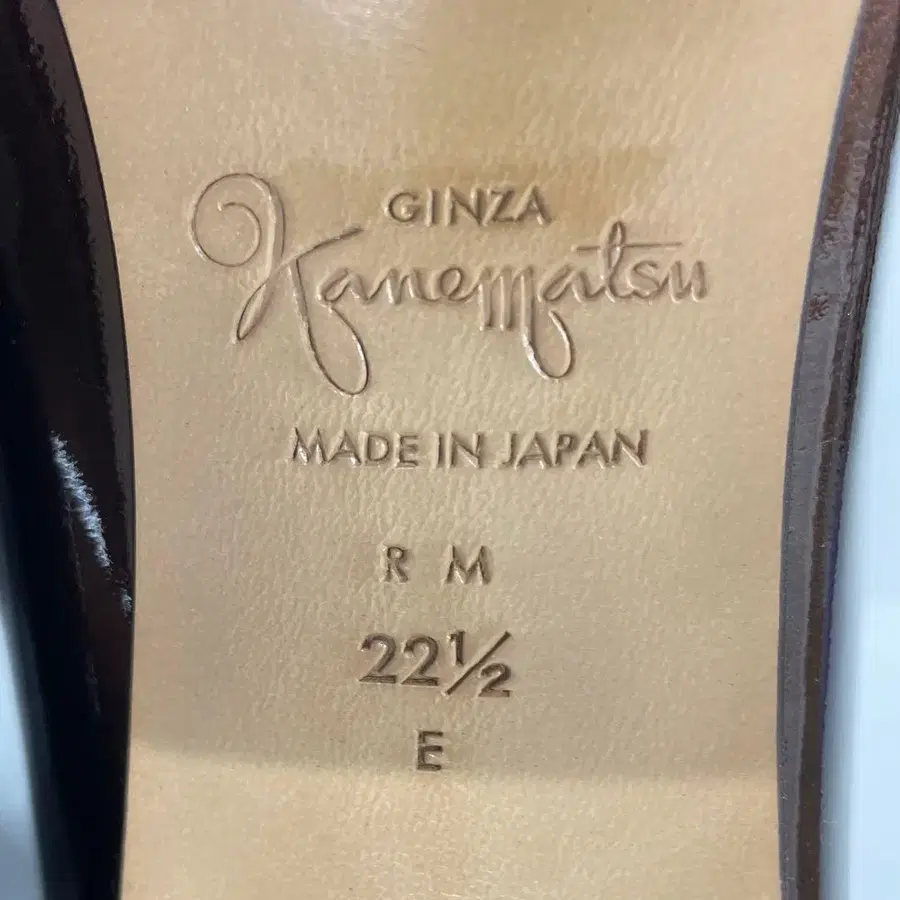 GINZA
Kanematsu
MADE IN JAPAN
R M
22½
E